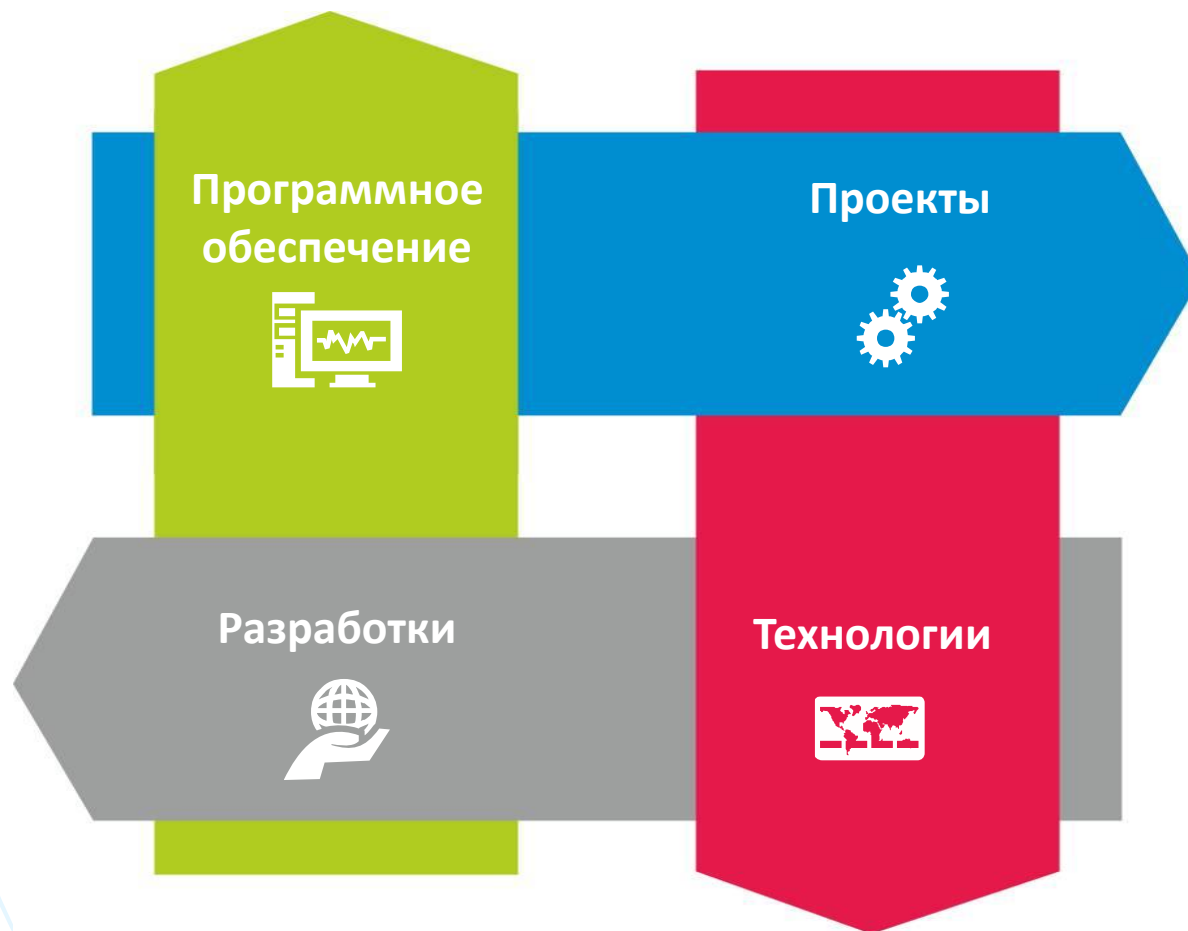 Программное
обеспечение
Проекты
Разработки
Технологии